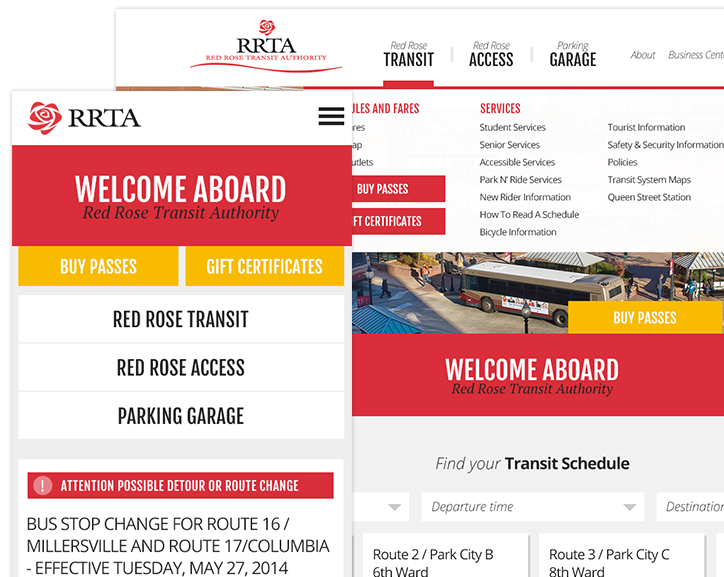 RRTA
RED ROSE TRANSIT AUTHORITY
Red Rose
TRANSIT
Red Rose
ACCESS
Parking
GARAGE
About
Business
AND FARES
SERVICES
Student Services
Senior Services
Accessible Services
Park N' Ride Services
New Rider Information
How To Read A Schedule
Bicycle Information
Tourist Information
Safety & Security Information
Policies
Transit System Maps
Queen Street Station
BUY PASSES
CERTIFICATES
BUY PASSES
WELCOME ABOARD
Red Rose Transit Authority
Find your Transit Schedule
Departure time
Destination
Route 2 / Park City B
6th Ward
Route 3 / Park City C
8th Ward
RRTA
WELCOME ABOARD
Red Rose Transit Authority
BUY PASSES
GIFT CERTIFICATES
RED ROSE TRANSIT
RED ROSE ACCESS
PARKING GARAGE
! ATTENTION POSSIBLE DETOUR OR ROUTE CHANGE
BUS STOP CHANGE FOR ROUTE 16 /
MILLERSVILLE AND ROUTE 17/COLUMBIA
- EFFECTIVE TUESDAY, MAY 27, 2014